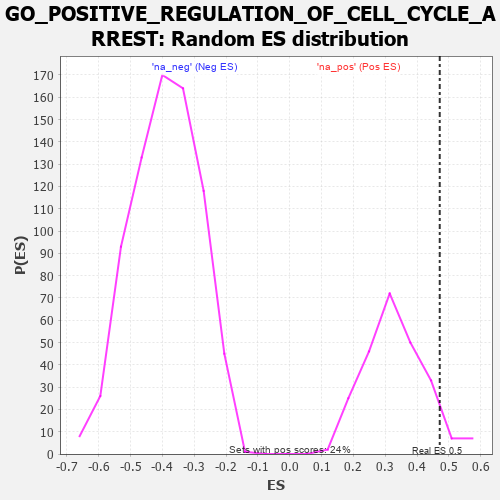 GO_POSITIVE_REGULATION_OF_CELL_CYCLE_A
RREST: Random ES distribution
'na_neg' (Neg ES) 'na_pos' (Pos ES)
170
160
150
140
130
120
110
100
90
80
70
60
50
40
30
20
10
0
P(ES)
Sets with pos scores: 24% Real ES 0.5
-0.7 -0.6 -0.5 -0.4 -0.3 -0.2 -0.1 0.0 0.1 0.2 0.3 0.4 0.5 0.6
ES